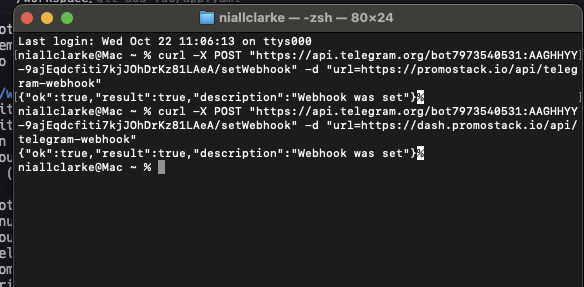 niallclarke — -zsh — 80×24
Last login: Wed Oct 22 11:06:13 on ttys000
niallclarke@Mac ~ % curl -X POST "https://api.telegram.org/bot7973540531:AAGHHYY
-9ajEqdcfiti7kjJOhDrKz81LAeA/setWebhook" -d "url=https://promostack.io/api/teleg
ram-webhook"
{"ok":true,"result":true,"description":"Webhook was set"}%
niallclarke@Mac ~ % curl -X POST "https://api.telegram.org/bot7973540531:AAGHHYY
-9ajEqdcfiti7kjJOhDrKz81LAeA/setWebhook" -d "url=https://dash.promostack.io/api/
telegram-webhook"
{"ok":true,"result":true,"description":"Webhook was set"}%
niallclarke@Mac ~ %